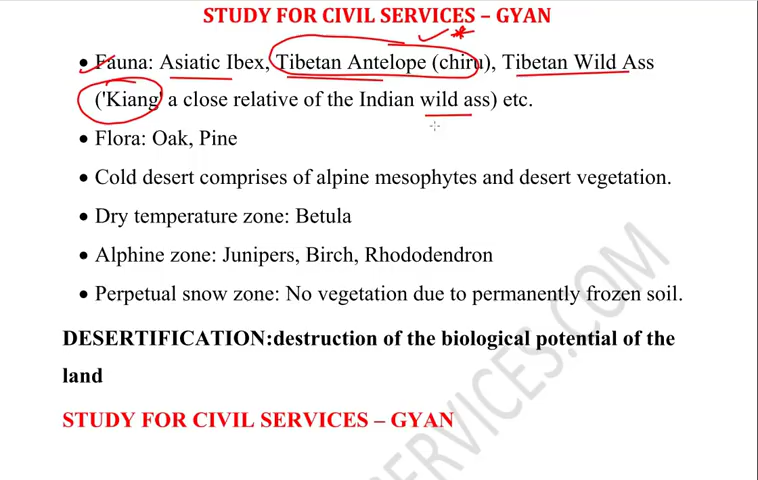 STUDY FOR CIVIL SERVICES – GYAN
• Fauna: Asiatic Ibex, Tibetan Antelope (chiru), Tibetan Wild Ass
('Kiang' a close relative of the Indian wild ass) etc.
• Flora: Oak, Pine
• Cold desert comprises of alpine mesophytes and desert vegetation.
• Dry temperature zone: Betula
• Alphine zone: Junipers, Birch, Rhododendron
• Perpetual snow zone: No vegetation due to permanently frozen soil.
DESERTIFICATION:destruction of the biological potential of the
land
STUDY FOR CIVIL SERVICES – GYAN
SERVICES.COM